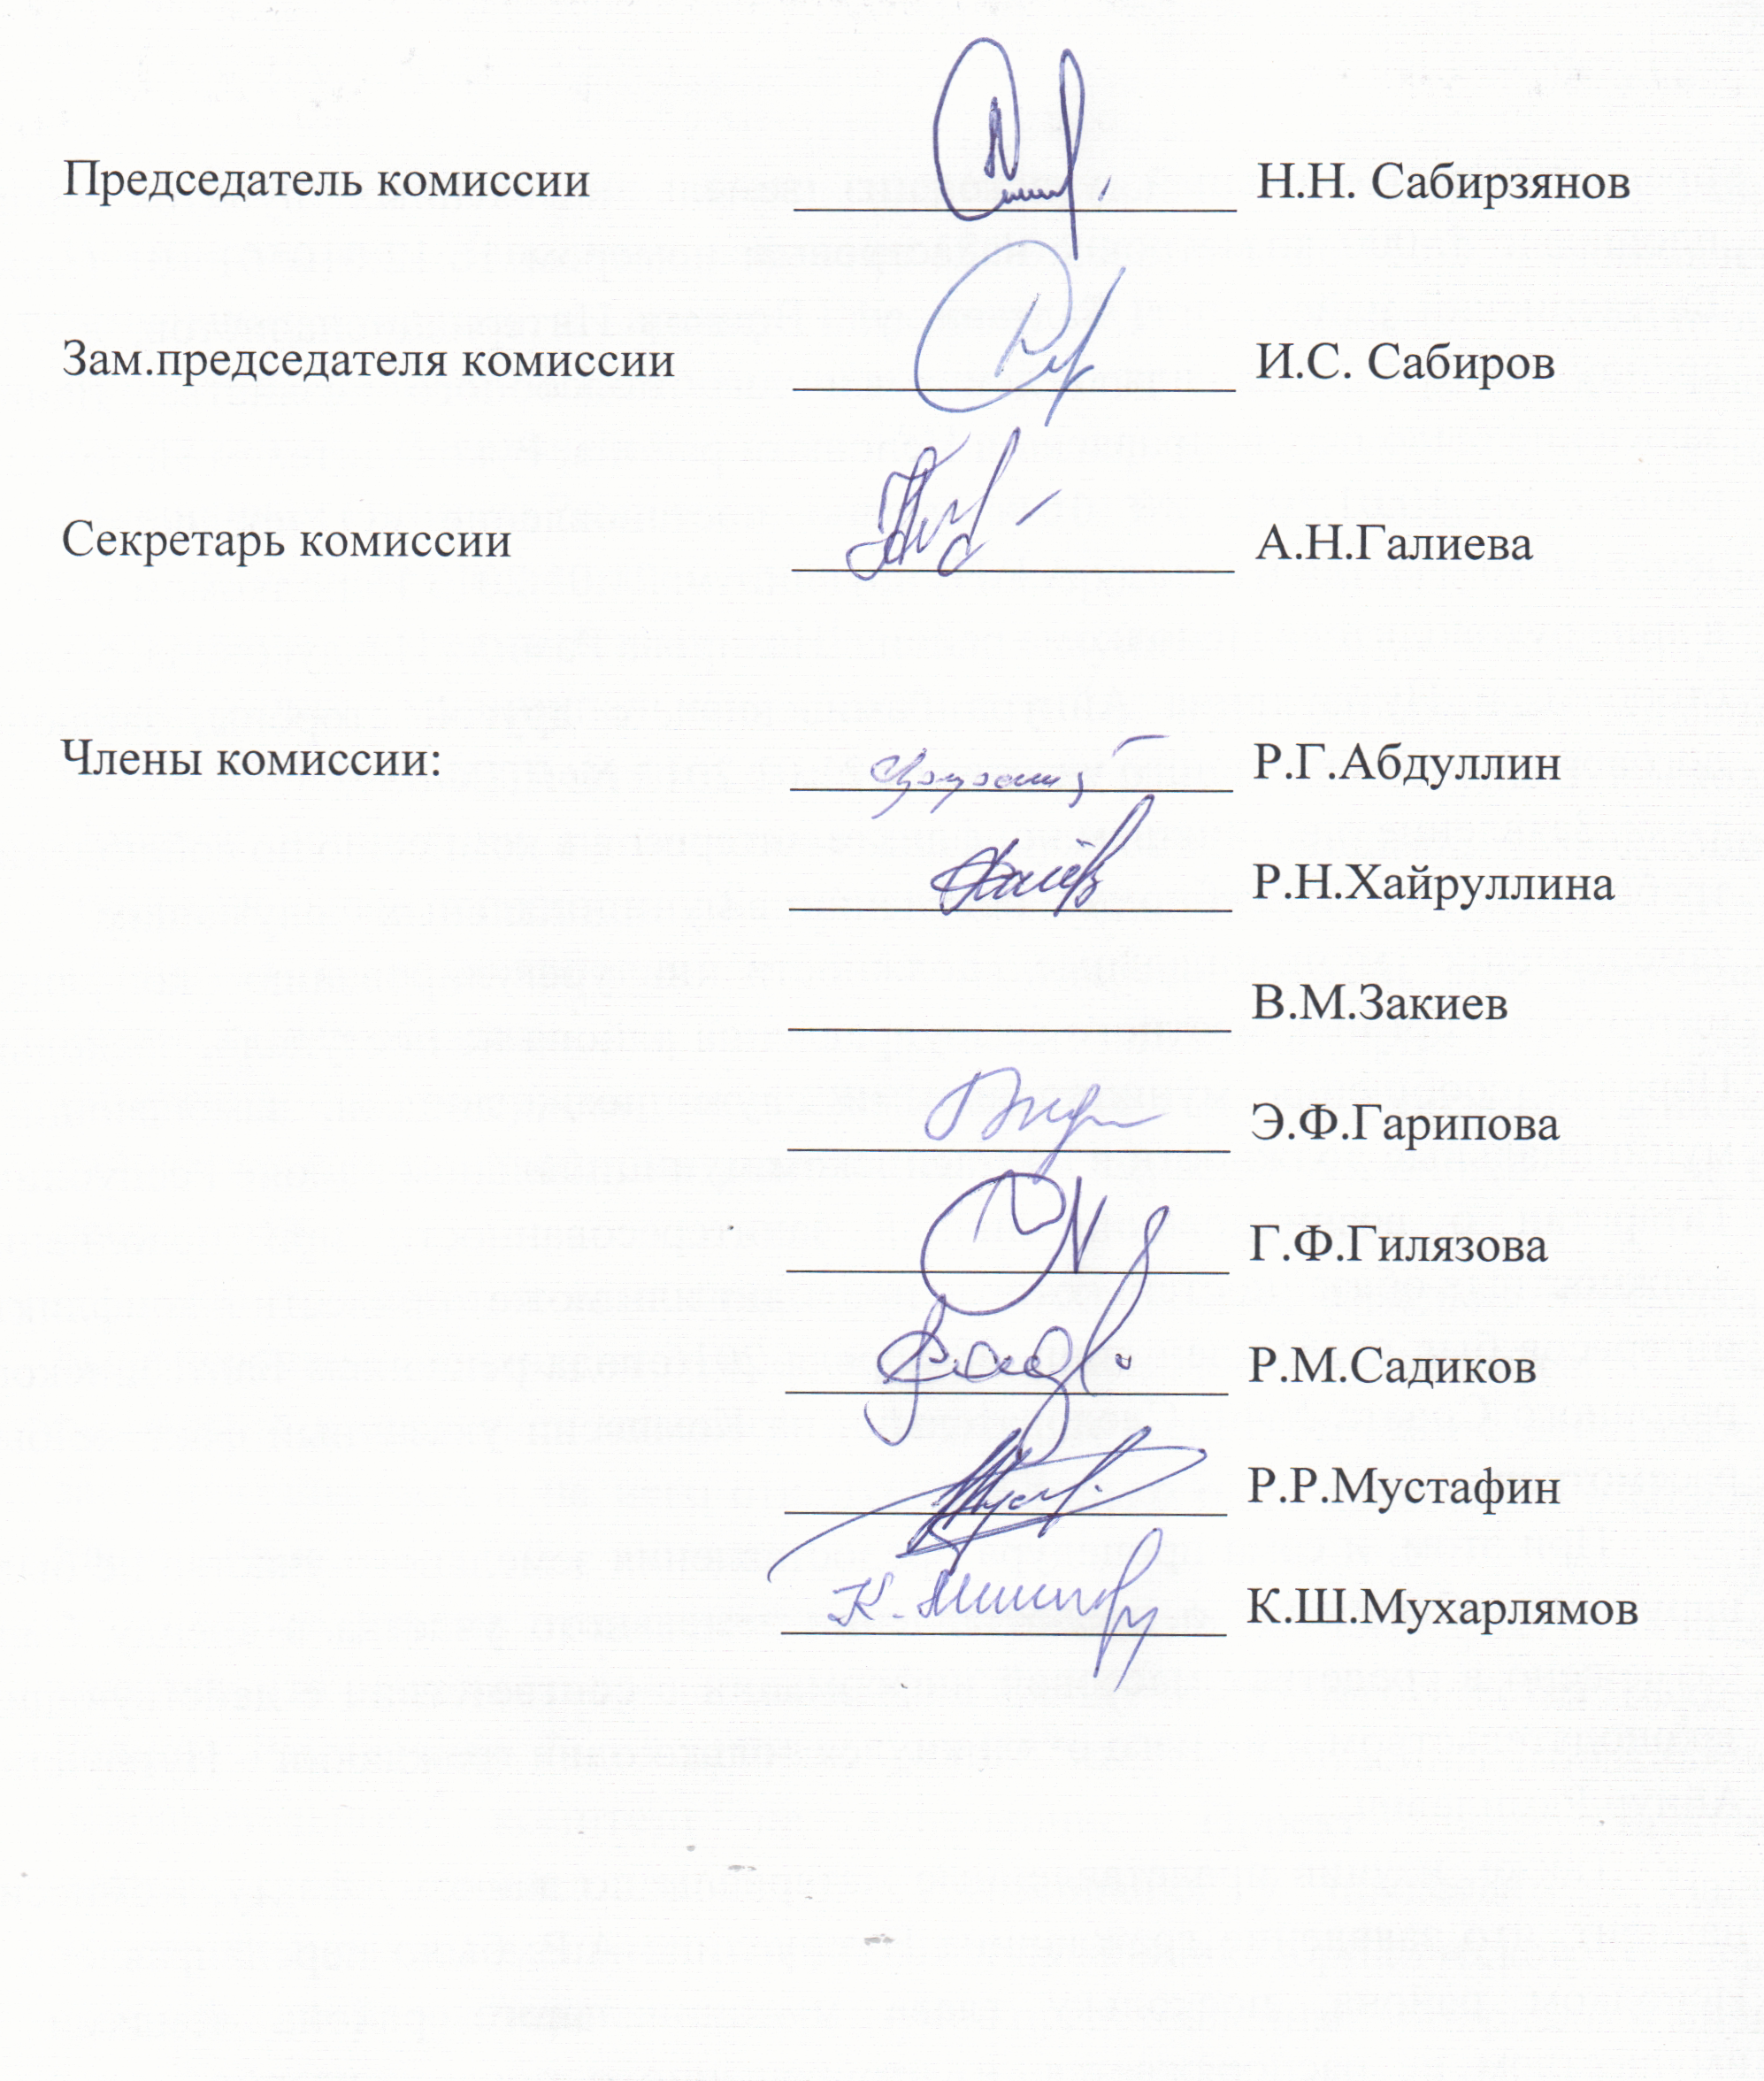 Председатель комиссии Н.Н. Сабирзянов
Зам.председателя комиссии И.С. Сабиров
Секретарь комиссии А.Н.Галиева
Члены комиссии: Р.Г.Абдуллин
Р.Н.Хайруллина
В.М.Закиев
Э.Ф.Гарипова
Г.Ф.Гилязова
Р.М.Садиков
Р.Р.Мустафин
К.Ш.Мухарлямов